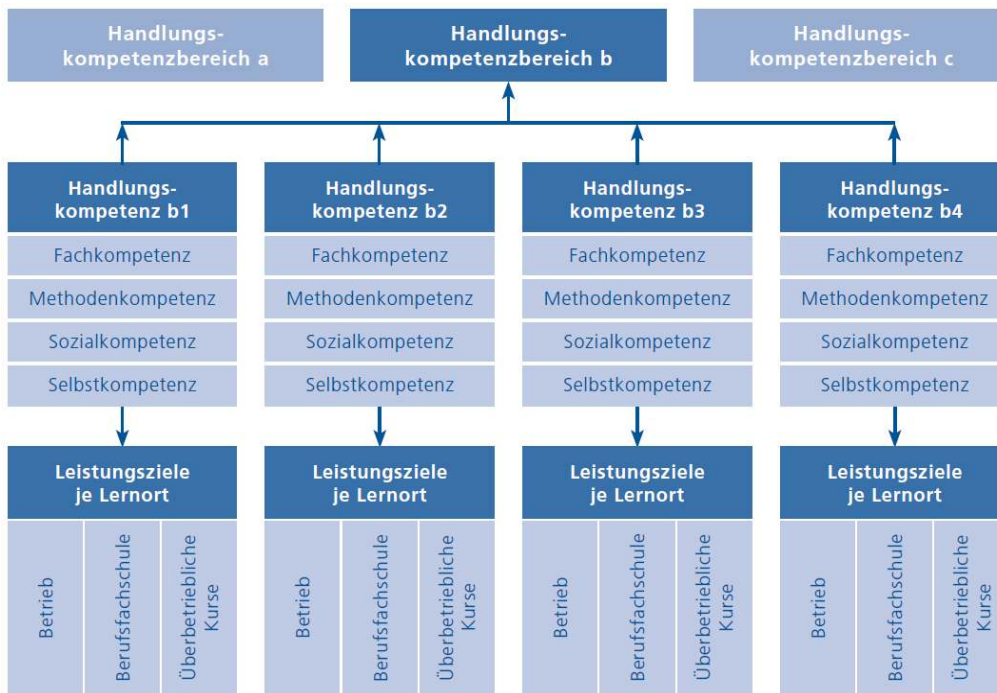 Handlungs-
kompetenzbereich a
Handlungs-
kompetenzbereich b
Handlungs-
kompetenzbereich c
Handlungs-
kompetenz b1
Handlungs-
kompetenz b2
Handlungs-
kompetenz b3
Handlungs-
kompetenz b4
Fachkompetenz
Fachkompetenz
Fachkompetenz
Fachkompetenz
Methodenkompetenz
Methodenkompetenz
Methodenkompetenz
Methodenkompetenz
Sozialkompetenz
Sozialkompetenz
Sozialkompetenz
Sozialkompetenz
Selbstkompetenz
Selbstkompetenz
Selbstkompetenz
Selbstkompetenz
Leistungsziele
je Lernort
Leistungsziele
je Lernort
Leistungsziele
je Lernort
Leistungsziele
je Lernort
Betrieb
Berufsfachschule
Überbetriebliche
Kurse
Betrieb
Berufsfachschule
Überbetriebliche
Kurse
Betrieb
Berufsfachschule
Überbetriebliche
Kurse
Betrieb
Berufsfachschule
Überbetriebliche
Kurse